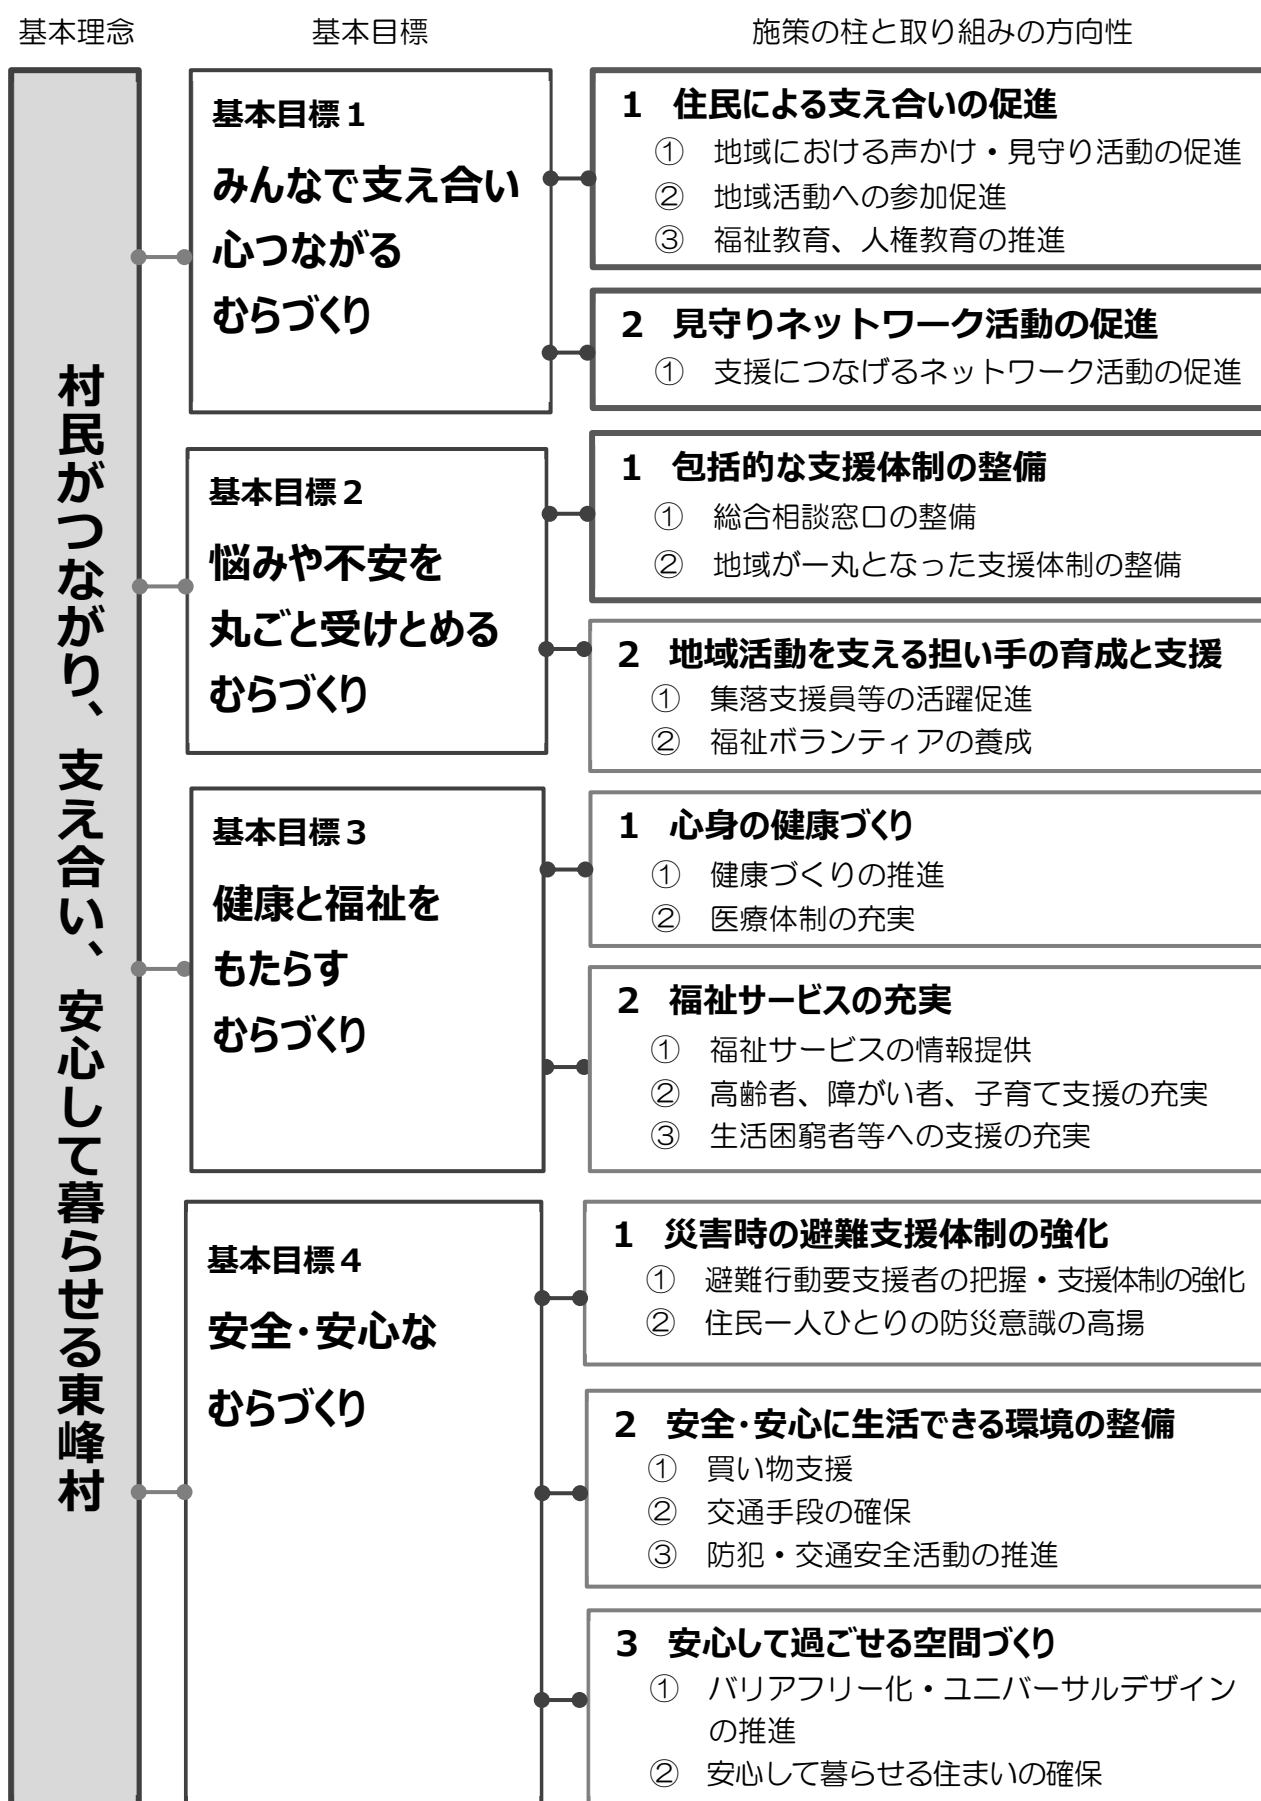 基本理念
基本目標
施策の柱と取り組みの方向性
村民がつながり、支え合い、安心して暮らせる東峰村
基本目標１
みんなで支え合い
心つながる
むらづくり
1 住民による支え合いの促進
① 地域における声かけ・見守り活動の促進
② 地域活動への参加促進
③ 福祉教育、人権教育の推進
2 見守りネットワーク活動の促進
① 支援につなげるネットワーク活動の促進
基本目標２
悩みや不安を
丸ごと受けとめる
むらづくり
1 包括的な支援体制の整備
① 総合相談窓口の整備
② 地域が一丸となった支援体制の整備
2 地域活動を支える担い手の育成と支援
① 集落支援員等の活躍促進
② 福祉ボランティアの養成
基本目標３
健康と福祉を
もたらす
むらづくり
1 心身の健康づくり
① 健康づくりの推進
② 医療体制の充実
2 福祉サービスの充実
① 福祉サービスの情報提供
② 高齢者、障がい者、子育て支援の充実
③ 生活困窮者等への支援の充実
基本目標４
安全・安心な
むらづくり
1 災害時の避難支援体制の強化
① 避難行動要支援者の把握・支援体制の強化
② 住民一人ひとりの防災意識の高揚
2 安全・安心に生活できる環境の整備
① 買い物支援
② 交通手段の確保
③ 防犯・交通安全活動の推進
3 安心して過ごせる空間づくり
① バリアフリー化・ユニバーサルデザイン
の推進
② 安心して暮らせる住まいの確保